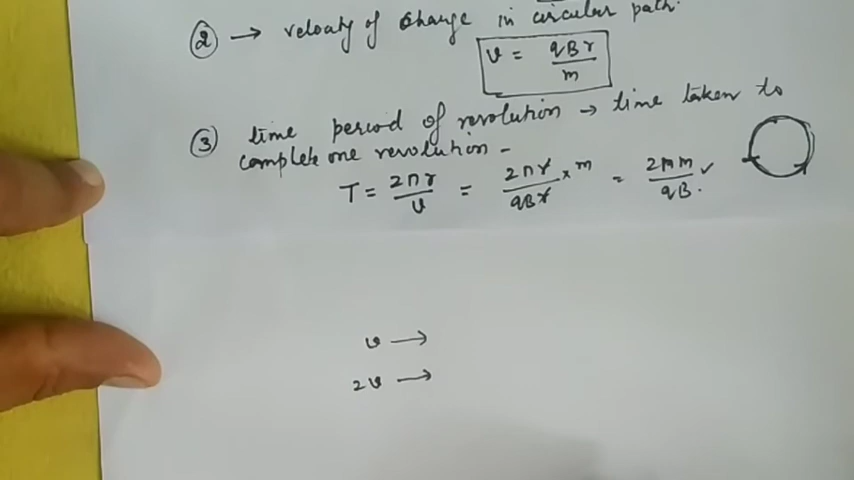 ② → velocity of charge in circular path.
v = qBr/m
③ time period of revolution → time taken to
complete one revolution -
T = 2πr/v = 2πr/qBr × m = 2πm/qB. ✓
v →
2v →